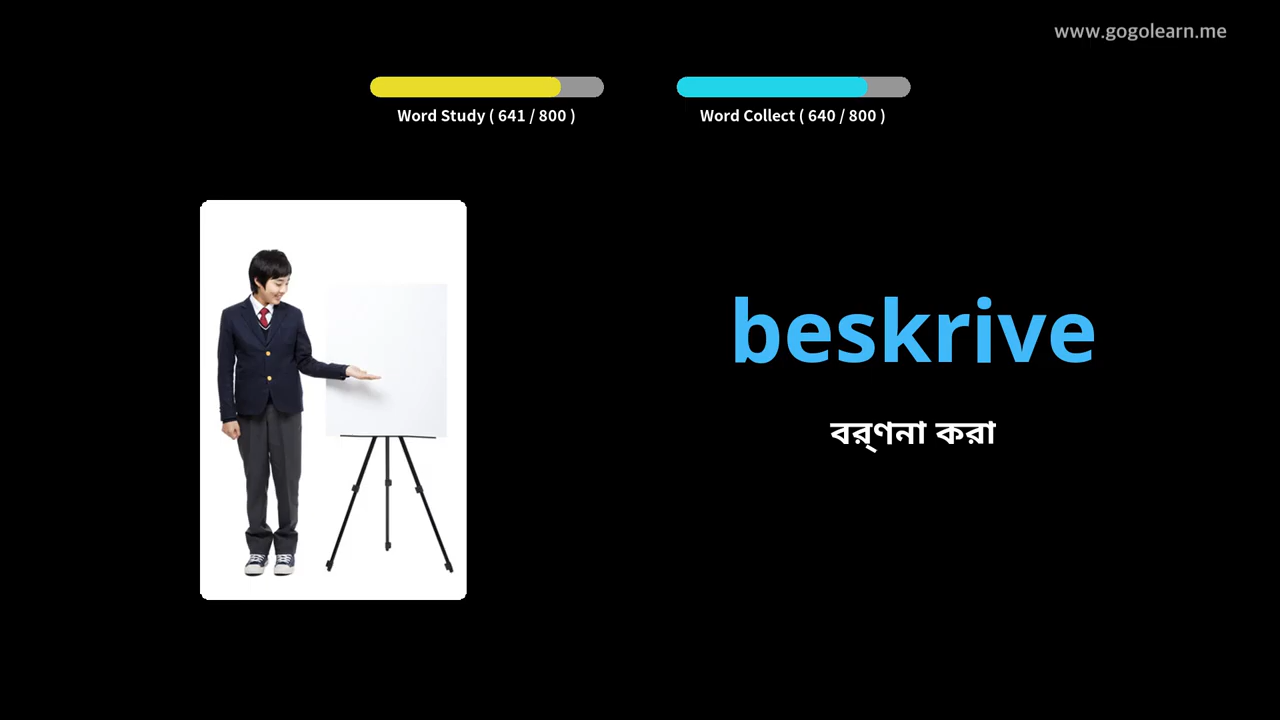 www.gogolearn.me
Word Study ( 641 / 800 )
Word Collect ( 640 / 800 )
beskrive
বর্ণনা করা